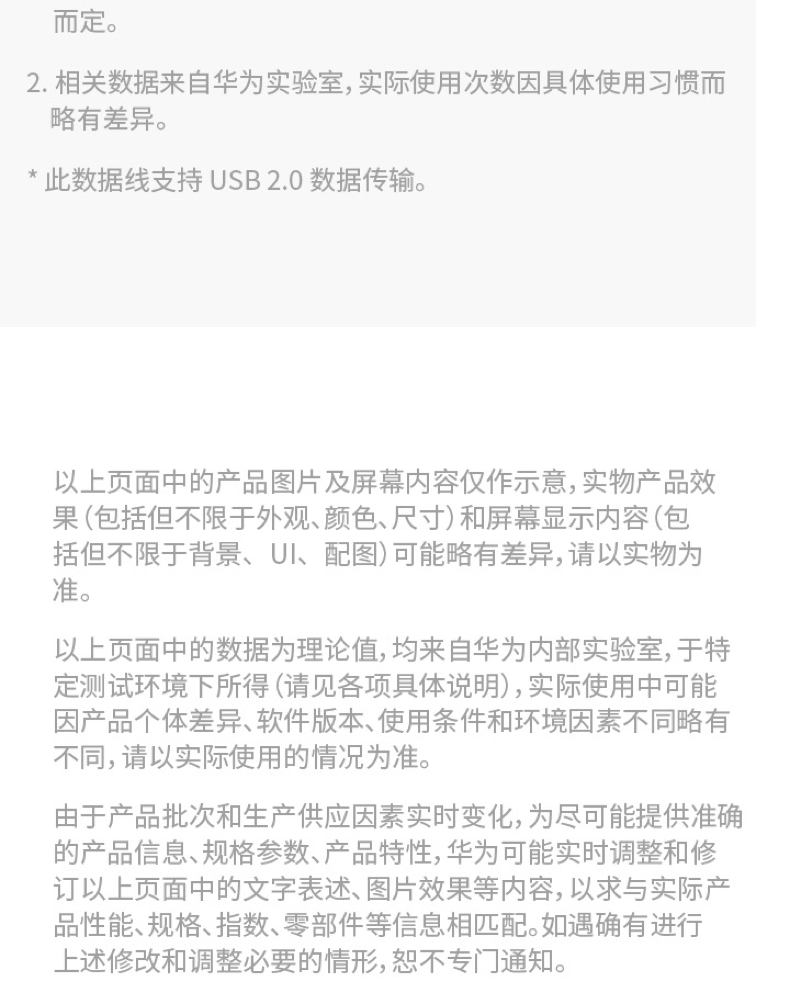 而定。
2. 相关数据来自华为实验室，实际使用次数因具体使用习惯而
略有差异。
* 此数据线支持 USB 2.0 数据传输。
以上页面中的产品图片及屏幕内容仅作示意，实物产品效
果（包括但不限于外观、颜色、尺寸）和屏幕显示内容（包
括但不限于背景、UI、配图）可能略有差异，请以实物为
准。
以上页面中的数据为理论值，均来自华为内部实验室，于特
定测试环境下所得（请见各项具体说明），实际使用中可能
因产品个体差异、软件版本、使用条件和环境因素不同略有
不同，请以实际使用的情况为准。
由于产品批次和生产供应因素实时变化，为尽可能提供准确
的产品信息、规格参数、产品特性，华为可能实时调整和修
订以上页面中的文字表述、图片效果等内容，以求与实际产
品性能、规格、指数、零部件等信息相匹配。如遇确有进行
上述修改和调整必要的情形，恕不专门通知。